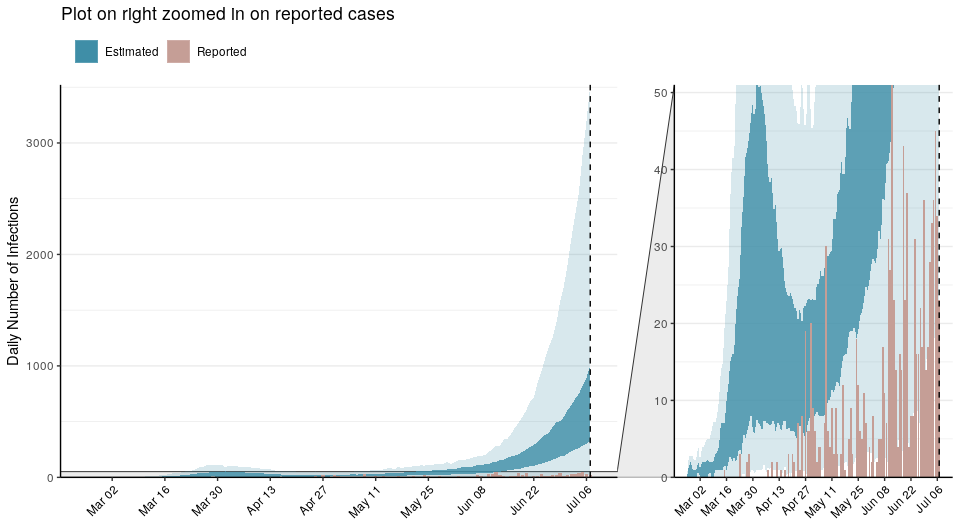 Plot on right zoomed in on reported cases
Estimated
Reported
Daily Number of Infections
3000
2000
1000
0
Mar 02
Mar 16
Mar 30
Apr 13
Apr 27
May 11
May 25
Jun 08
Jun 22
Jul 06
50
40
30
20
10
0
Mar 02
Mar 16
Mar 30
Apr 13
Apr 27
May 11
May 25
Jun 08
Jun 22
Jul 06